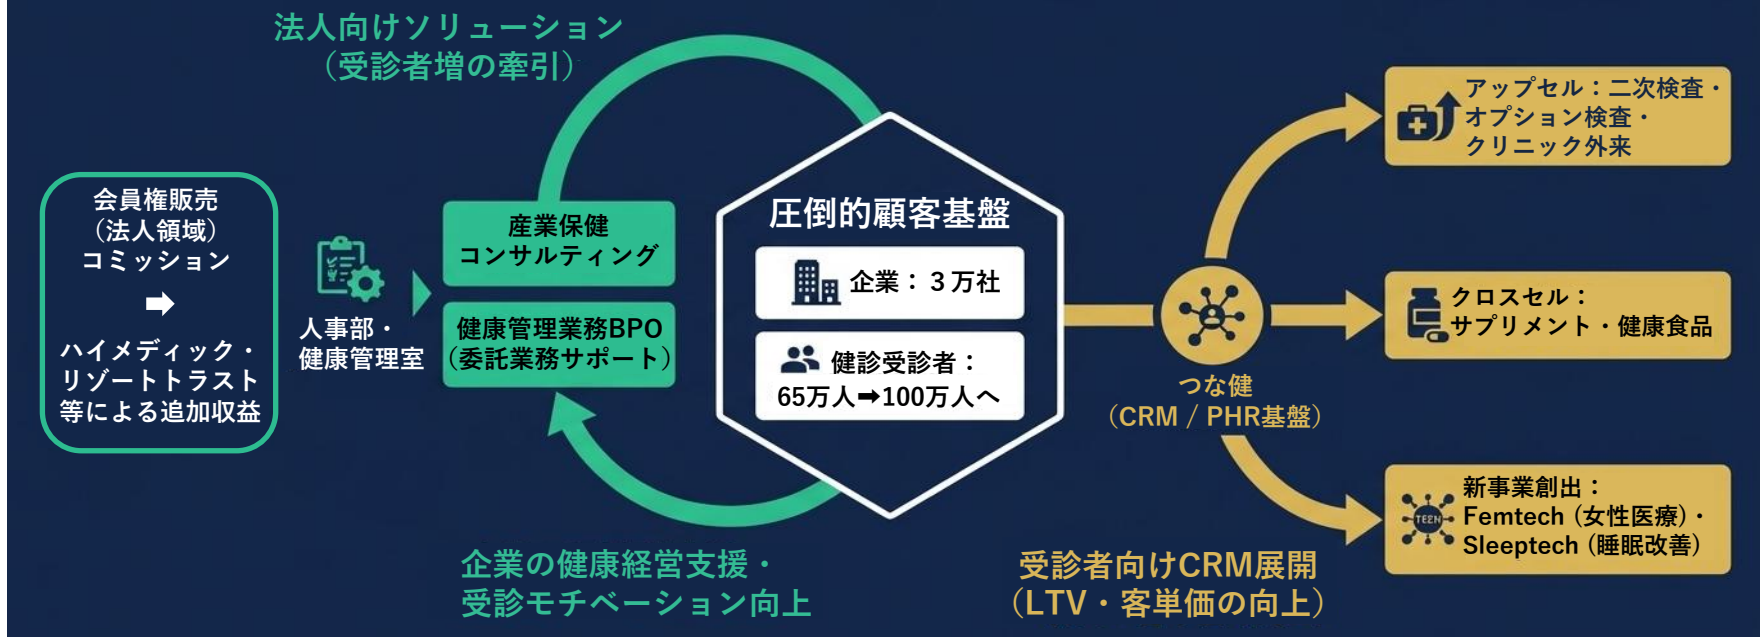 法人向けソリューション
（受診者増の牽引）
会員権販売
（法人領域）
コミッション
➡
ハイメディック・
リゾートトラスト
等による追加収益
人事部・
健康管理室
産業保健
コンサルティング
健康管理業務BPO
（委託業務サポート）
圧倒的顧客基盤
企業：３万社
健診受診者：
65万人➡100万人へ
企業の健康経営支援・
受診モチベーション向上
つな健
（CRM / PHR基盤）
受診者向けCRM展開
（LTV・客単価の向上）
アップセル：二次検査・
オプション検査・
クリニック外来
クロスセル：
サプリメント・健康食品
TEEN
新事業創出：
Femtech (女性医療)・
Sleeptech (睡眠改善)